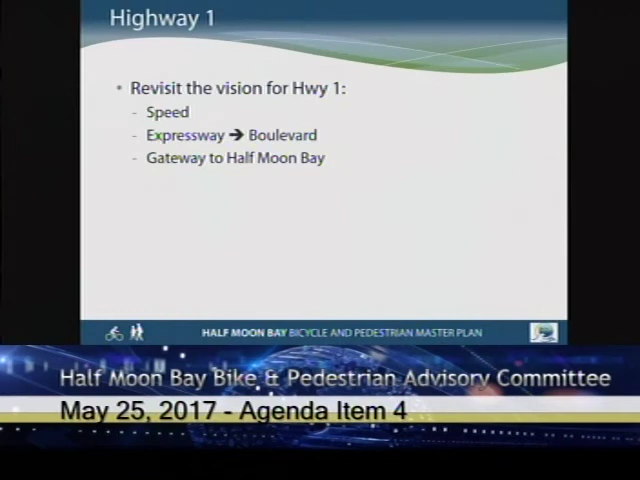 Highway 1
• Revisit the vision for Hwy 1:
- Speed
- Expressway ➔ Boulevard
- Gateway to Half Moon Bay
HALF MOON BAY BICYCLE AND PEDESTRIAN MASTER PLAN
Half Moon Bay Bike & Pedestrian Advisory Committee
May 25, 2017 - Agenda Item 4